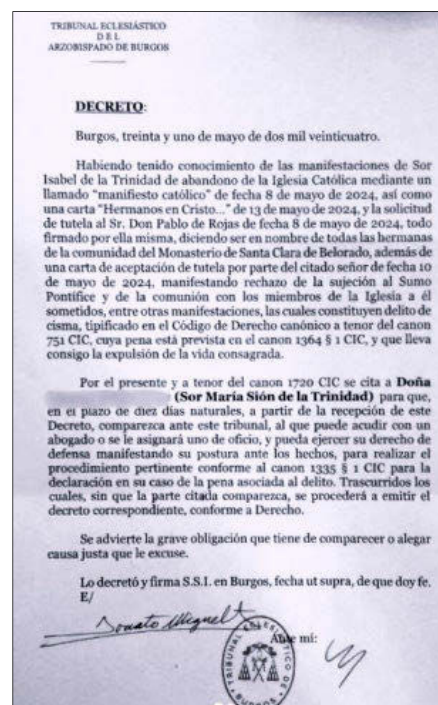 TRIBUNAL ECLESIÁSTICO
DEL
ARZOBISPADO DE BURGOS
DECRETO:
Burgos, treinta y uno de mayo de dos mil veinticuatro.
Habiendo tenido conocimiento de las manifestaciones de Sor
Isabel de la Trinidad de abandono de la Iglesia Católica mediante un
llamado "manifiesto católico" de fecha 8 de mayo de 2024, así como
una carta "Hermanos en Cristo..." de 13 de mayo de 2024, y la solicitud
de tutela al Sr. Don Pablo de Rojas de fecha 8 de mayo de 2024, todo
firmado por ella misma, diciendo ser en nombre de todas las hermanas
de la comunidad del Monasterio de Santa Clara de Belorado, además de
una carta de aceptación de tutela por parte del citado señor de fecha 10
de mayo de 2024, manifestando rechazo de la sujeción al Sumo
Pontífice y de la comunión con los miembros de la Iglesia a él
sometidos, entre otras manifestaciones, las cuales constituyen delito de
cisma, tipificado en el Código de Derecho canónico a tenor del canon
751 CIC, cuya pena está prevista en el canon 1364 § 1 CIC, y que lleva
consigo la expulsión de la vida consagrada.
Por el presente y a tenor del canon 1720 CIC se cita a Doña
(Sor María Sión de la Trinidad) para que,
en el plazo de diez días naturales, a partir de la recepción de este
Decreto, comparezca ante este tribunal, al que puede acudir con un
abogado o se le asignará uno de oficio, y pueda ejercer su derecho de
defensa manifestando su postura ante los hechos, para realizar el
procedimiento pertinente conforme al canon 1335 § 1 CIC para la
declaración en su caso de la pena asociada al delito. Trascurridos los
cuales, sin que la parte citada comparezca, se procederá a emitir el
decreto correspondiente, conforme a Derecho.
Se advierte la grave obligación que tiene de comparecer o alegar
causa justa que le excuse.
Lo decretó y firma S.S.I. en Burgos, fecha ut supra, de que doy fe.
E/
Donato Miguel
Ante mí:
TRIBUNAL ECLESIÁSTICO DE BURGOS